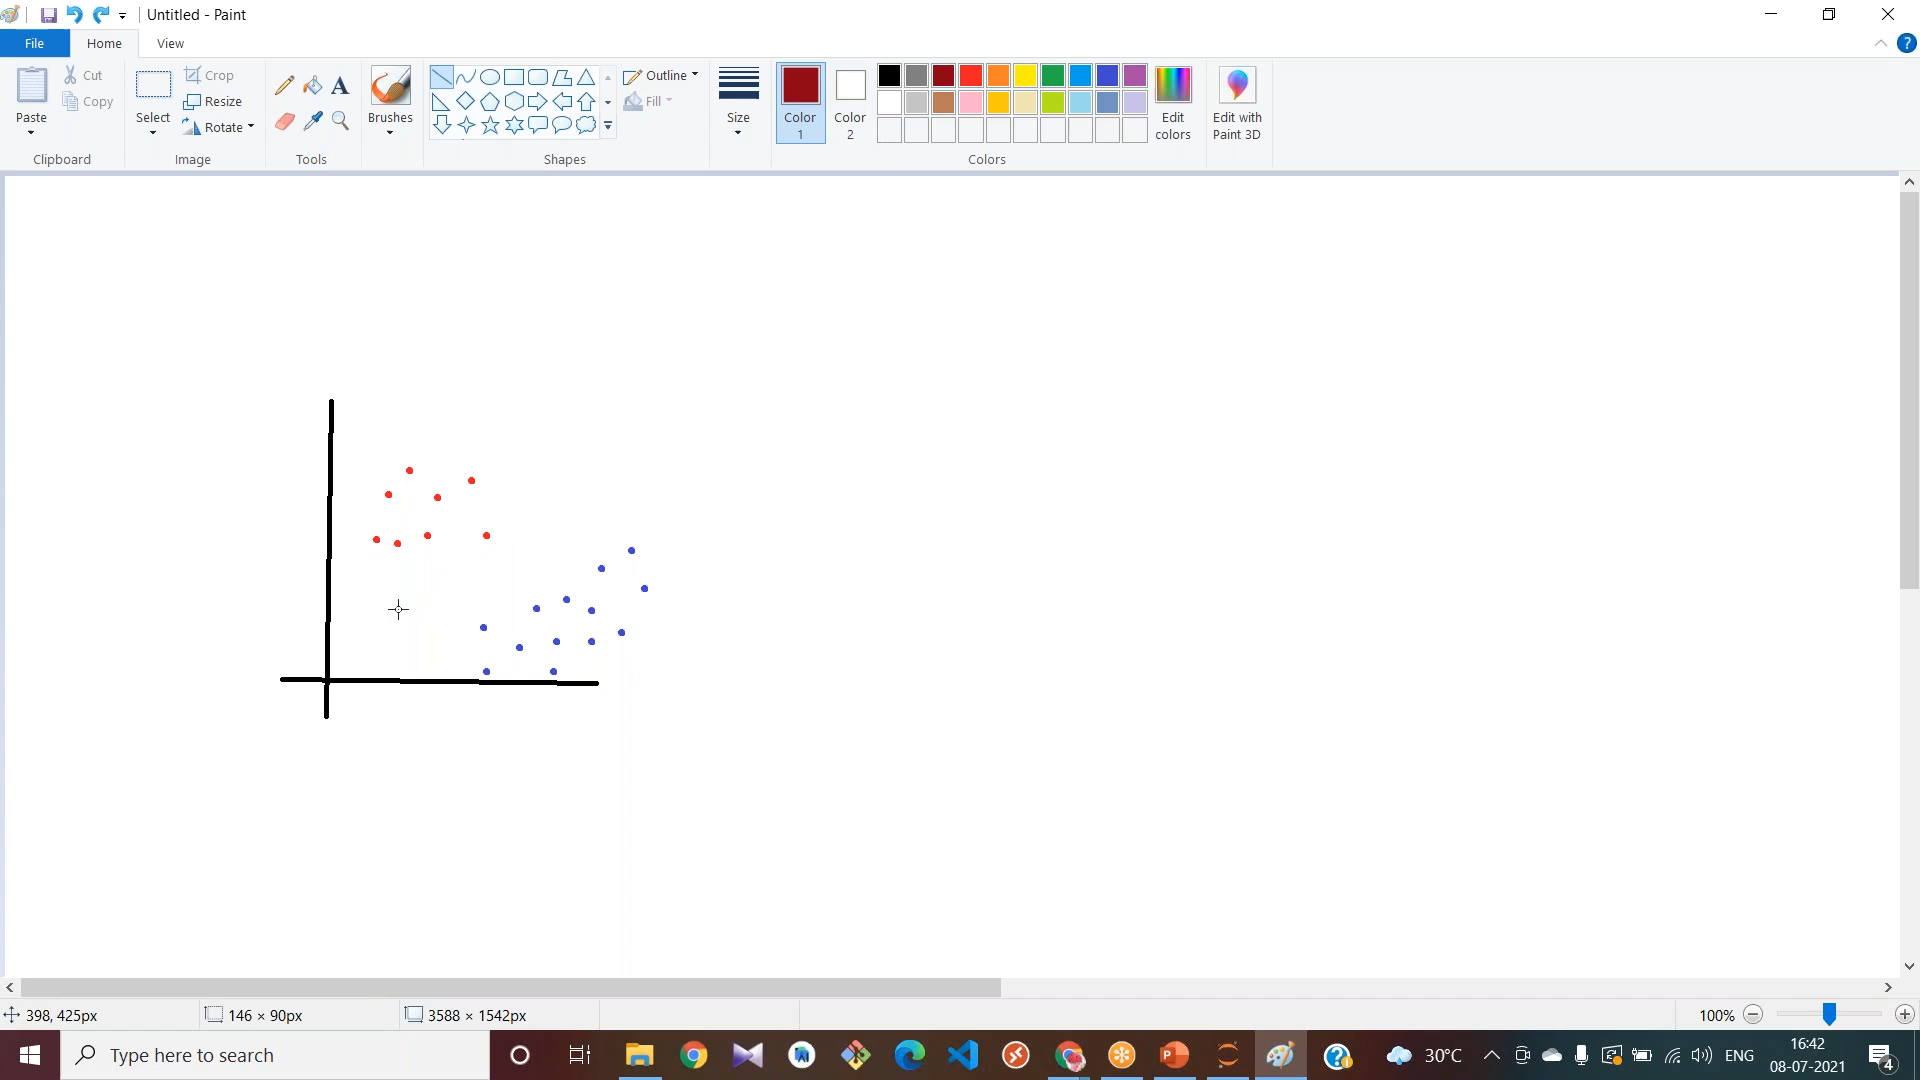 Untitled - Paint
File Home View
Paste
Cut
Copy
Clipboard
Select
Crop
Resize
Rotate
Image
A
Tools
Brushes
Outline
Fill
Shapes
Size
Color 1
Color 2
Edit colors
Colors
Edit with Paint 3D
398, 425px
146 × 90px
3588 × 1542px
100%
Type here to search
30°C
ENG
16:42
08-07-2021
4